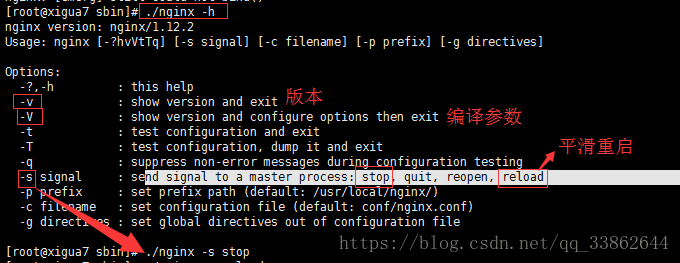 [root@xigua7 sbin]# ./nginx -h
nginx version: nginx/1.12.2
Usage: nginx [-?hvVtTq] [-s signal] [-c filename] [-p prefix] [-g directives]
Options:
-?,-h : this help
-v : show version and exit 版本
-V : show version and configure options then exit 编译参数
-t : test configuration and exit
-T : test configuration, dump it and exit
-q : suppress non-error messages during configuration testing
平滑重启
-s signal : send signal to a master process: stop, quit, reopen, reload
-p prefix : set prefix path (default: /usr/local/nginx/)
-c filename : set configuration file (default: conf/nginx.conf)
-g directives : set global directives out of configuration file
[root@xigua7 sbin]# ./nginx -s stop
https://blog.csdn.net/qq_33862644